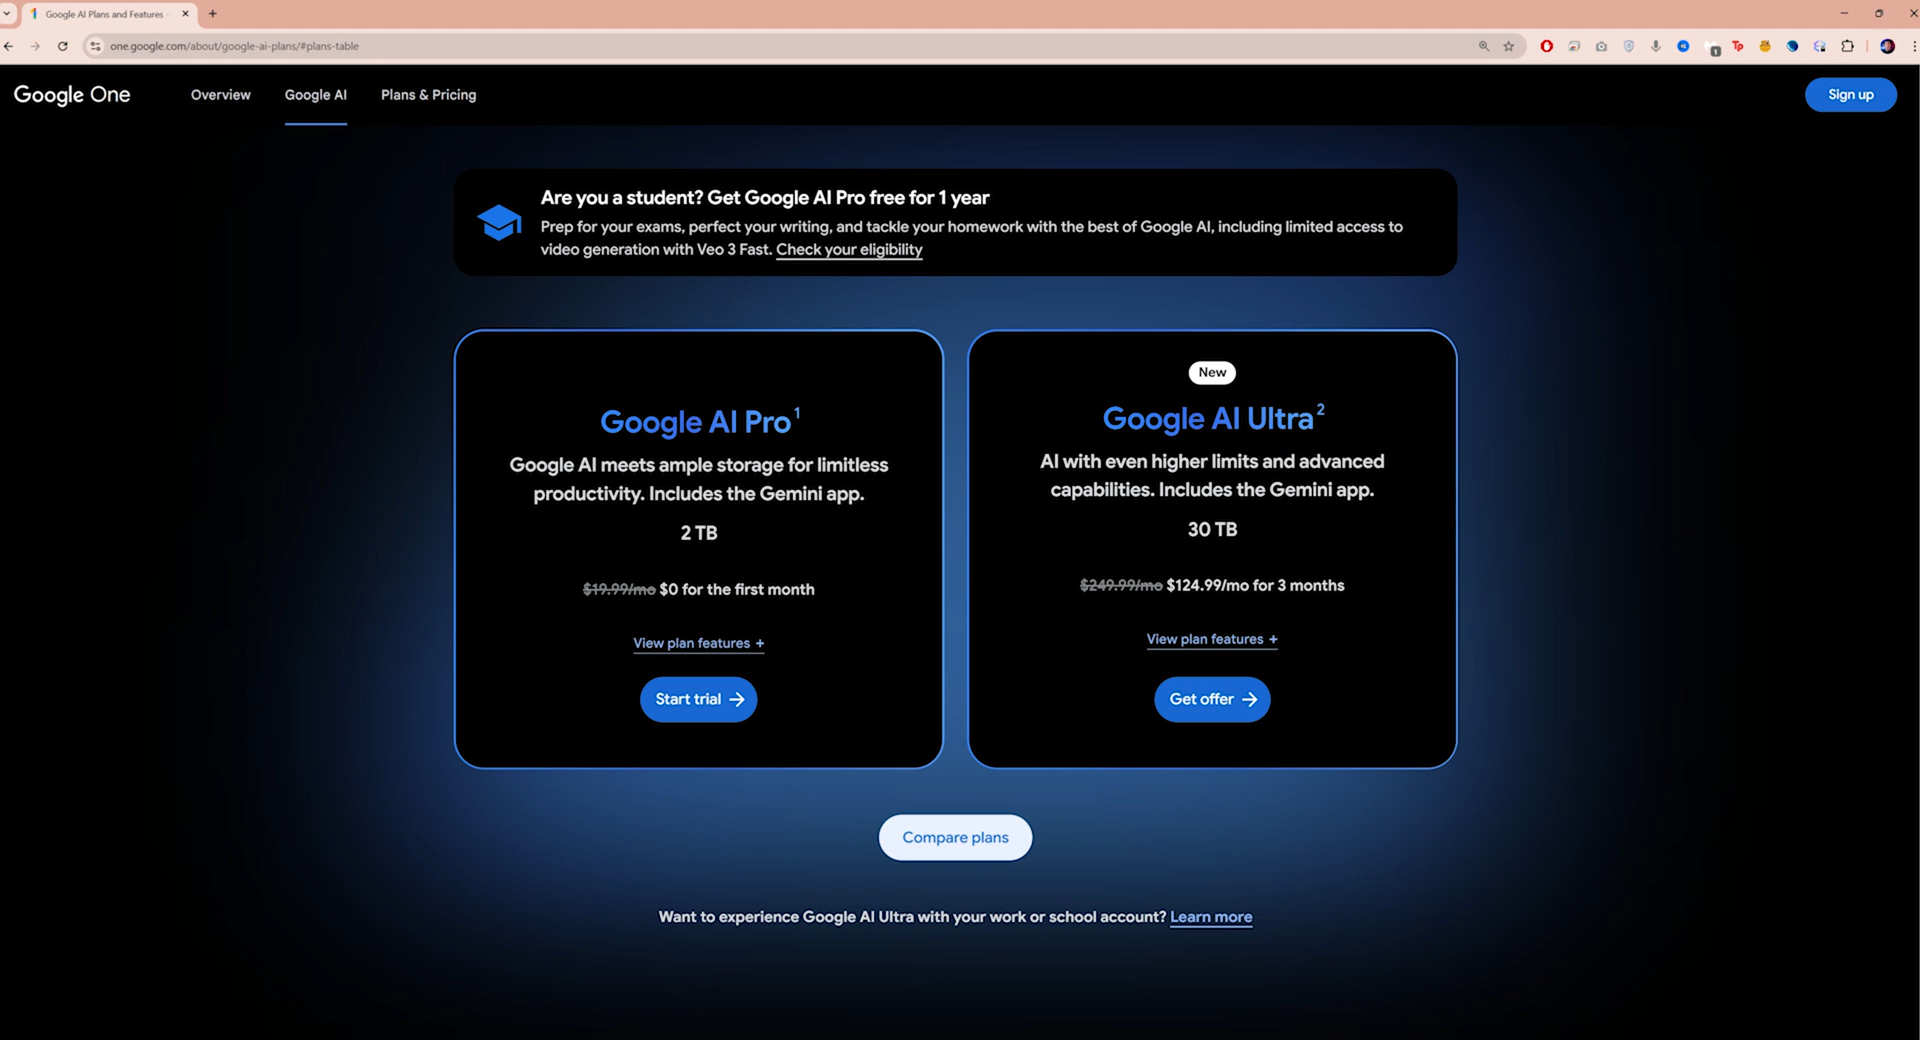 Google AI Plans and Features
one.google.com/about/google-ai-plans/#plans-table
1
Tp
Google One
Overview
Google AI
Plans & Pricing
Sign up
Are you a student? Get Google AI Pro free for 1 year
Prep for your exams, perfect your writing, and tackle your homework with the best of Google AI, including limited access to
video generation with Veo 3 Fast. Check your eligibility
Google AI Pro¹
Google AI meets ample storage for limitless
productivity. Includes the Gemini app.
2 TB
$19.99/mo $0 for the first month
View plan features +
Start trial →
New
Google AI Ultra²
AI with even higher limits and advanced
capabilities. Includes the Gemini app.
30 TB
$249.99/mo $124.99/mo for 3 months
View plan features +
Get offer →
Compare plans
Want to experience Google AI Ultra with your work or school account? Learn more